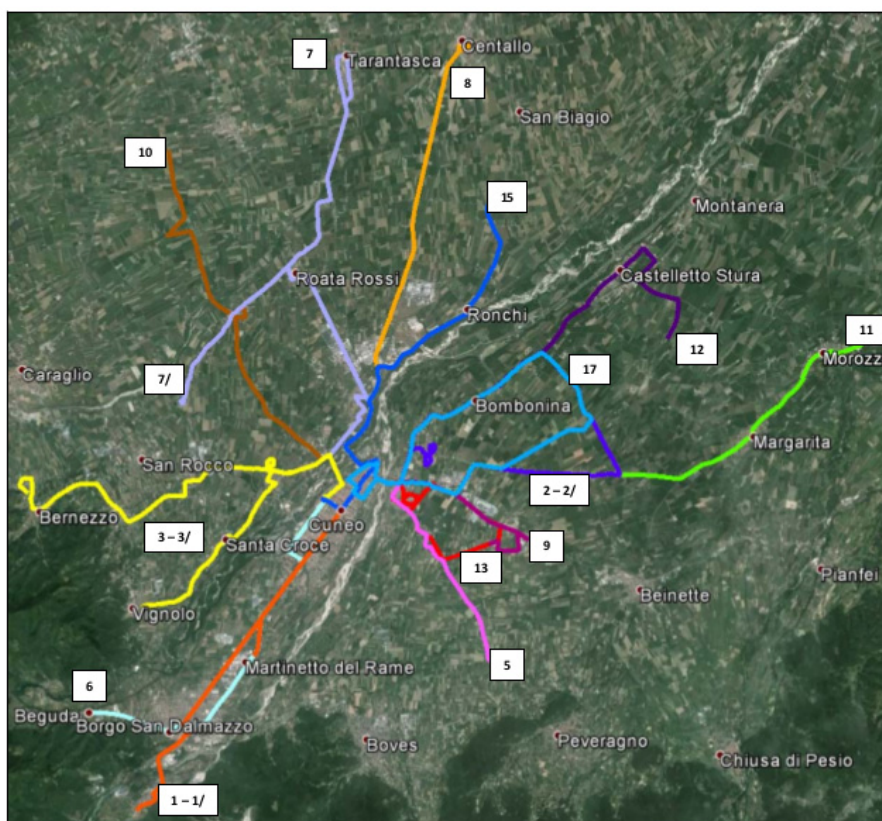 Centallo
7
Tarantasca
8
San Biagio
10
15
Montanera
Roata Rossi
Castelletto Stura
Ronchi
11
12
Morozz
17
7/
Caraglio
Bombonina
Margarita
San Rocco
2 – 2/
Bernezzo
Cuneo
3 – 3/
Santa Croce
9
13
Pianfei
Beinette
Vignolo
5
Martinetto del Rame
6
Beguda
Borgo San Dalmazzo
Boves
Peveragno
Chiusa di Pesio
1 – 1/